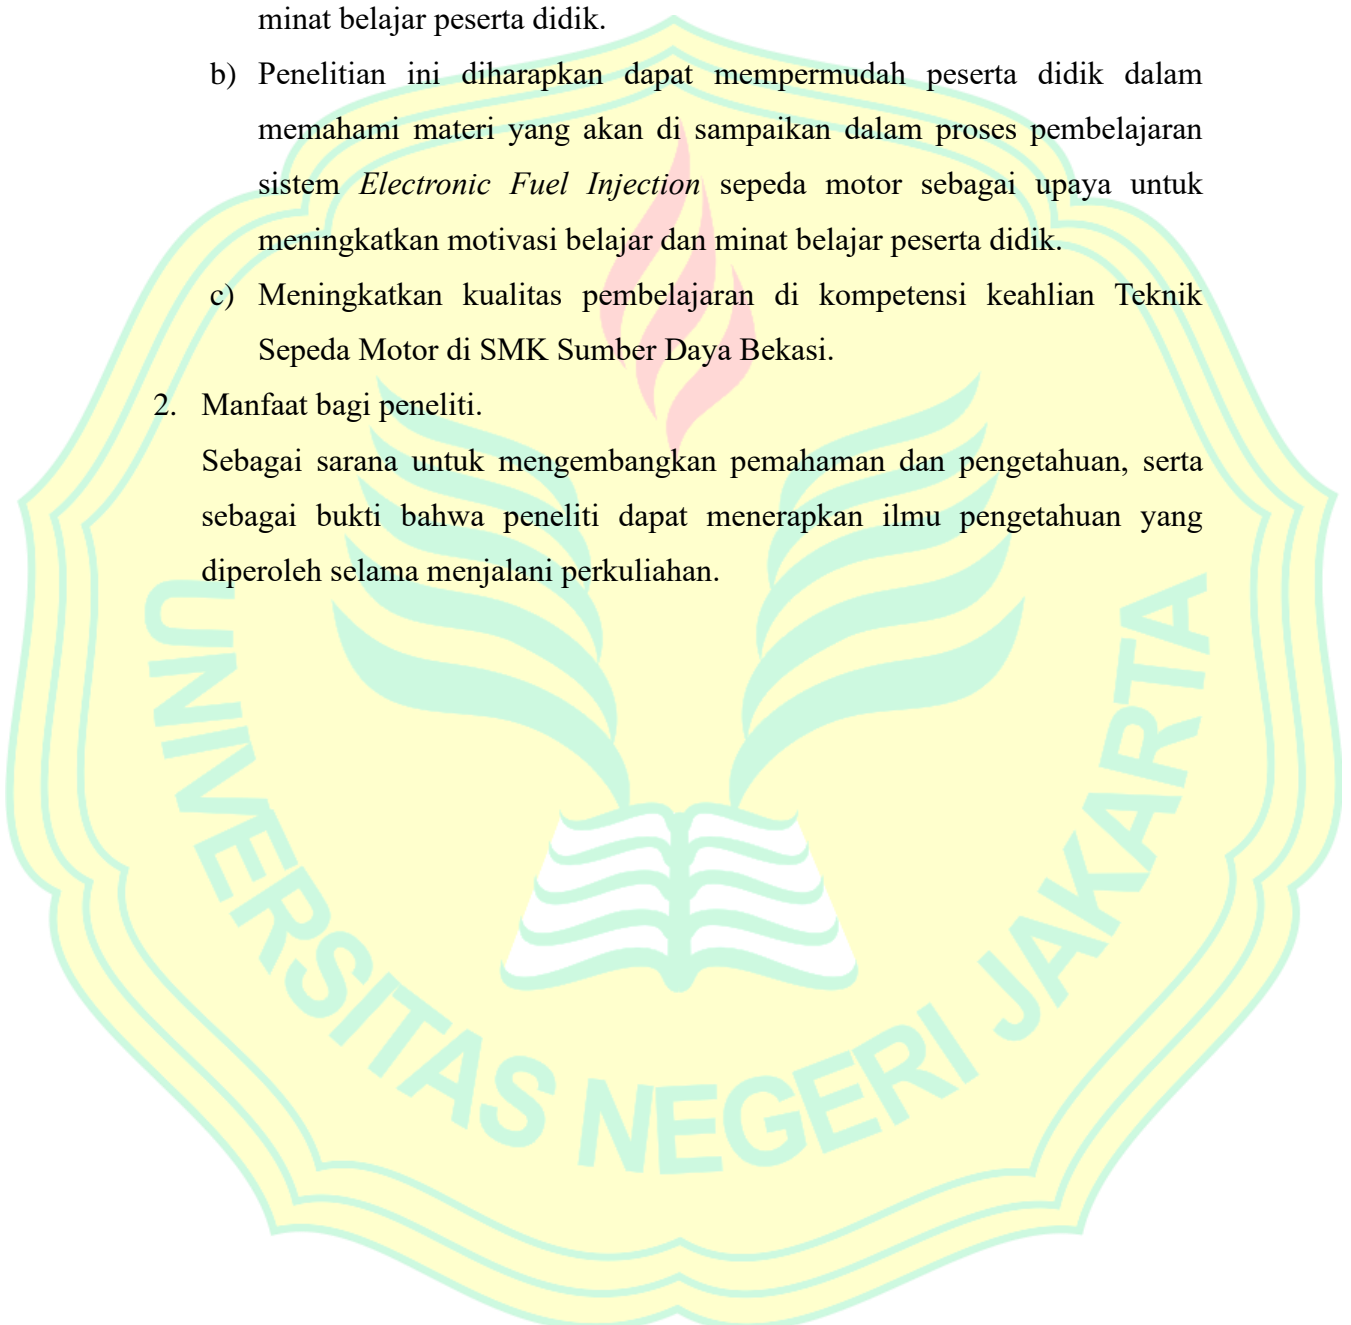 minat belajar peserta didik.
b) Penelitian ini diharapkan dapat mempermudah peserta didik dalam
memahami materi yang akan di sampaikan dalam proses pembelajaran
sistem Electronic Fuel Injection sepeda motor sebagai upaya untuk
meningkatkan motivasi belajar dan minat belajar peserta didik.
c) Meningkatkan kualitas pembelajaran di kompetensi keahlian Teknik
Sepeda Motor di SMK Sumber Daya Bekasi.
2. Manfaat bagi peneliti.
Sebagai sarana untuk mengembangkan pemahaman dan pengetahuan, serta
sebagai bukti bahwa peneliti dapat menerapkan ilmu pengetahuan yang
diperoleh selama menjalani perkuliahan.
UNIVERSITAS NEGERI JAKARTA